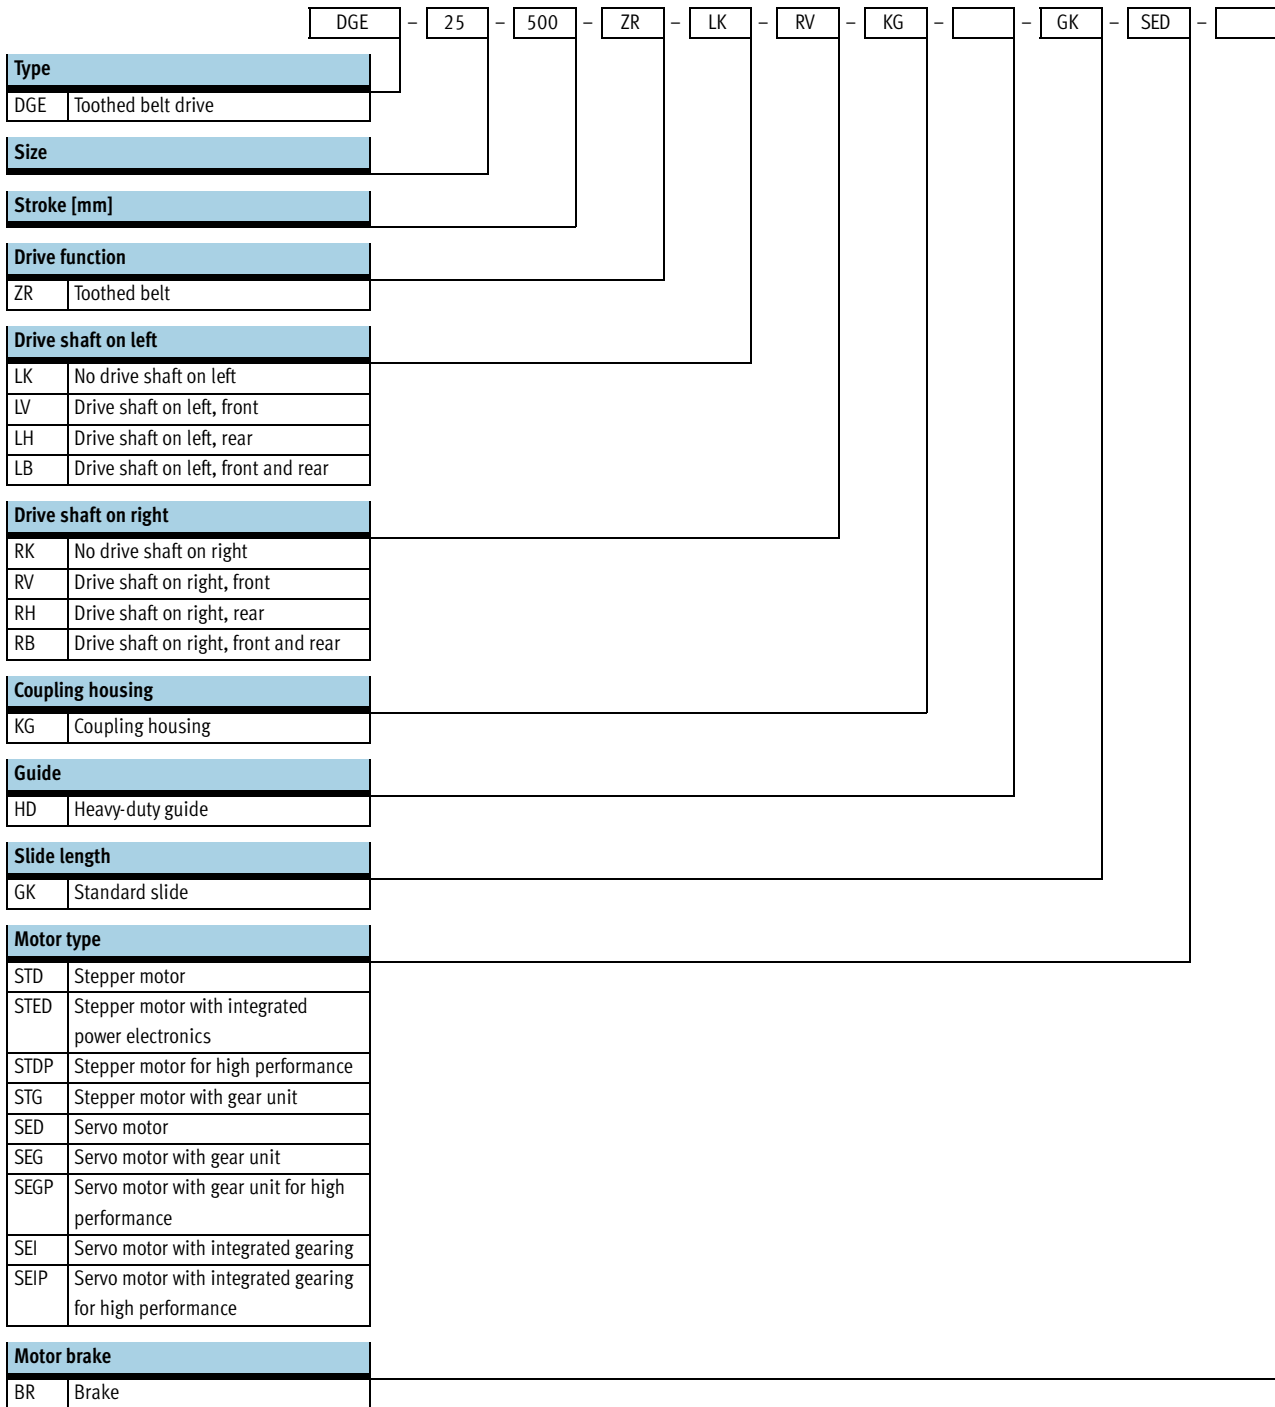 DGE – 25 – 500 – ZR – LK – RV – KG – – GK – SED –
Type
DGE Toothed belt drive
Size
Stroke [mm]
Drive function
ZR Toothed belt
Drive shaft on left
LK No drive shaft on left
LV Drive shaft on left, front
LH Drive shaft on left, rear
LB Drive shaft on left, front and rear
Drive shaft on right
RK No drive shaft on right
RV Drive shaft on right, front
RH Drive shaft on right, rear
RB Drive shaft on right, front and rear
Coupling housing
KG Coupling housing
Guide
HD Heavy-duty guide
Slide length
GK Standard slide
Motor type
STD Stepper motor
STED Stepper motor with integrated
power electronics
STDP Stepper motor for high performance
STG Stepper motor with gear unit
SED Servo motor
SEG Servo motor with gear unit
SEGP Servo motor with gear unit for high
performance
SEI Servo motor with integrated gearing
SEIP Servo motor with integrated gearing
for high performance
Motor brake
BR Brake